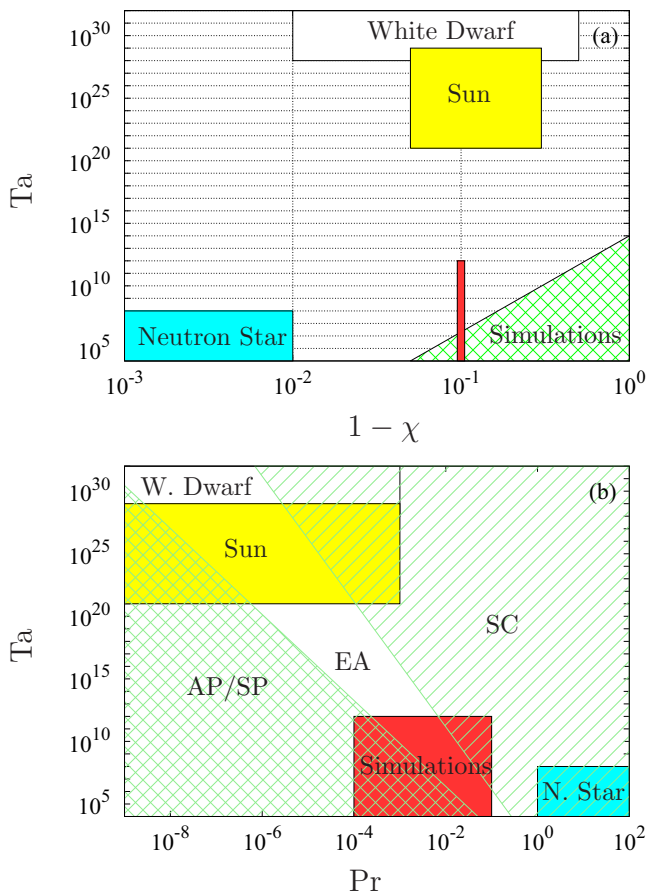 10^30
10^25
10^20
10^15
10^10
10^5
Ta
White Dwarf
(a)
Sun
Neutron Star
Simulations
10^-3 10^-2 10^-1 10^0
1 − χ
10^30
10^25
10^20
10^15
10^10
10^5
Ta
W. Dwarf
(b)
Sun
SC
EA
AP/SP
Simulations
N. Star
10^-8 10^-6 10^-4 10^-2 10^0 10^2
Pr